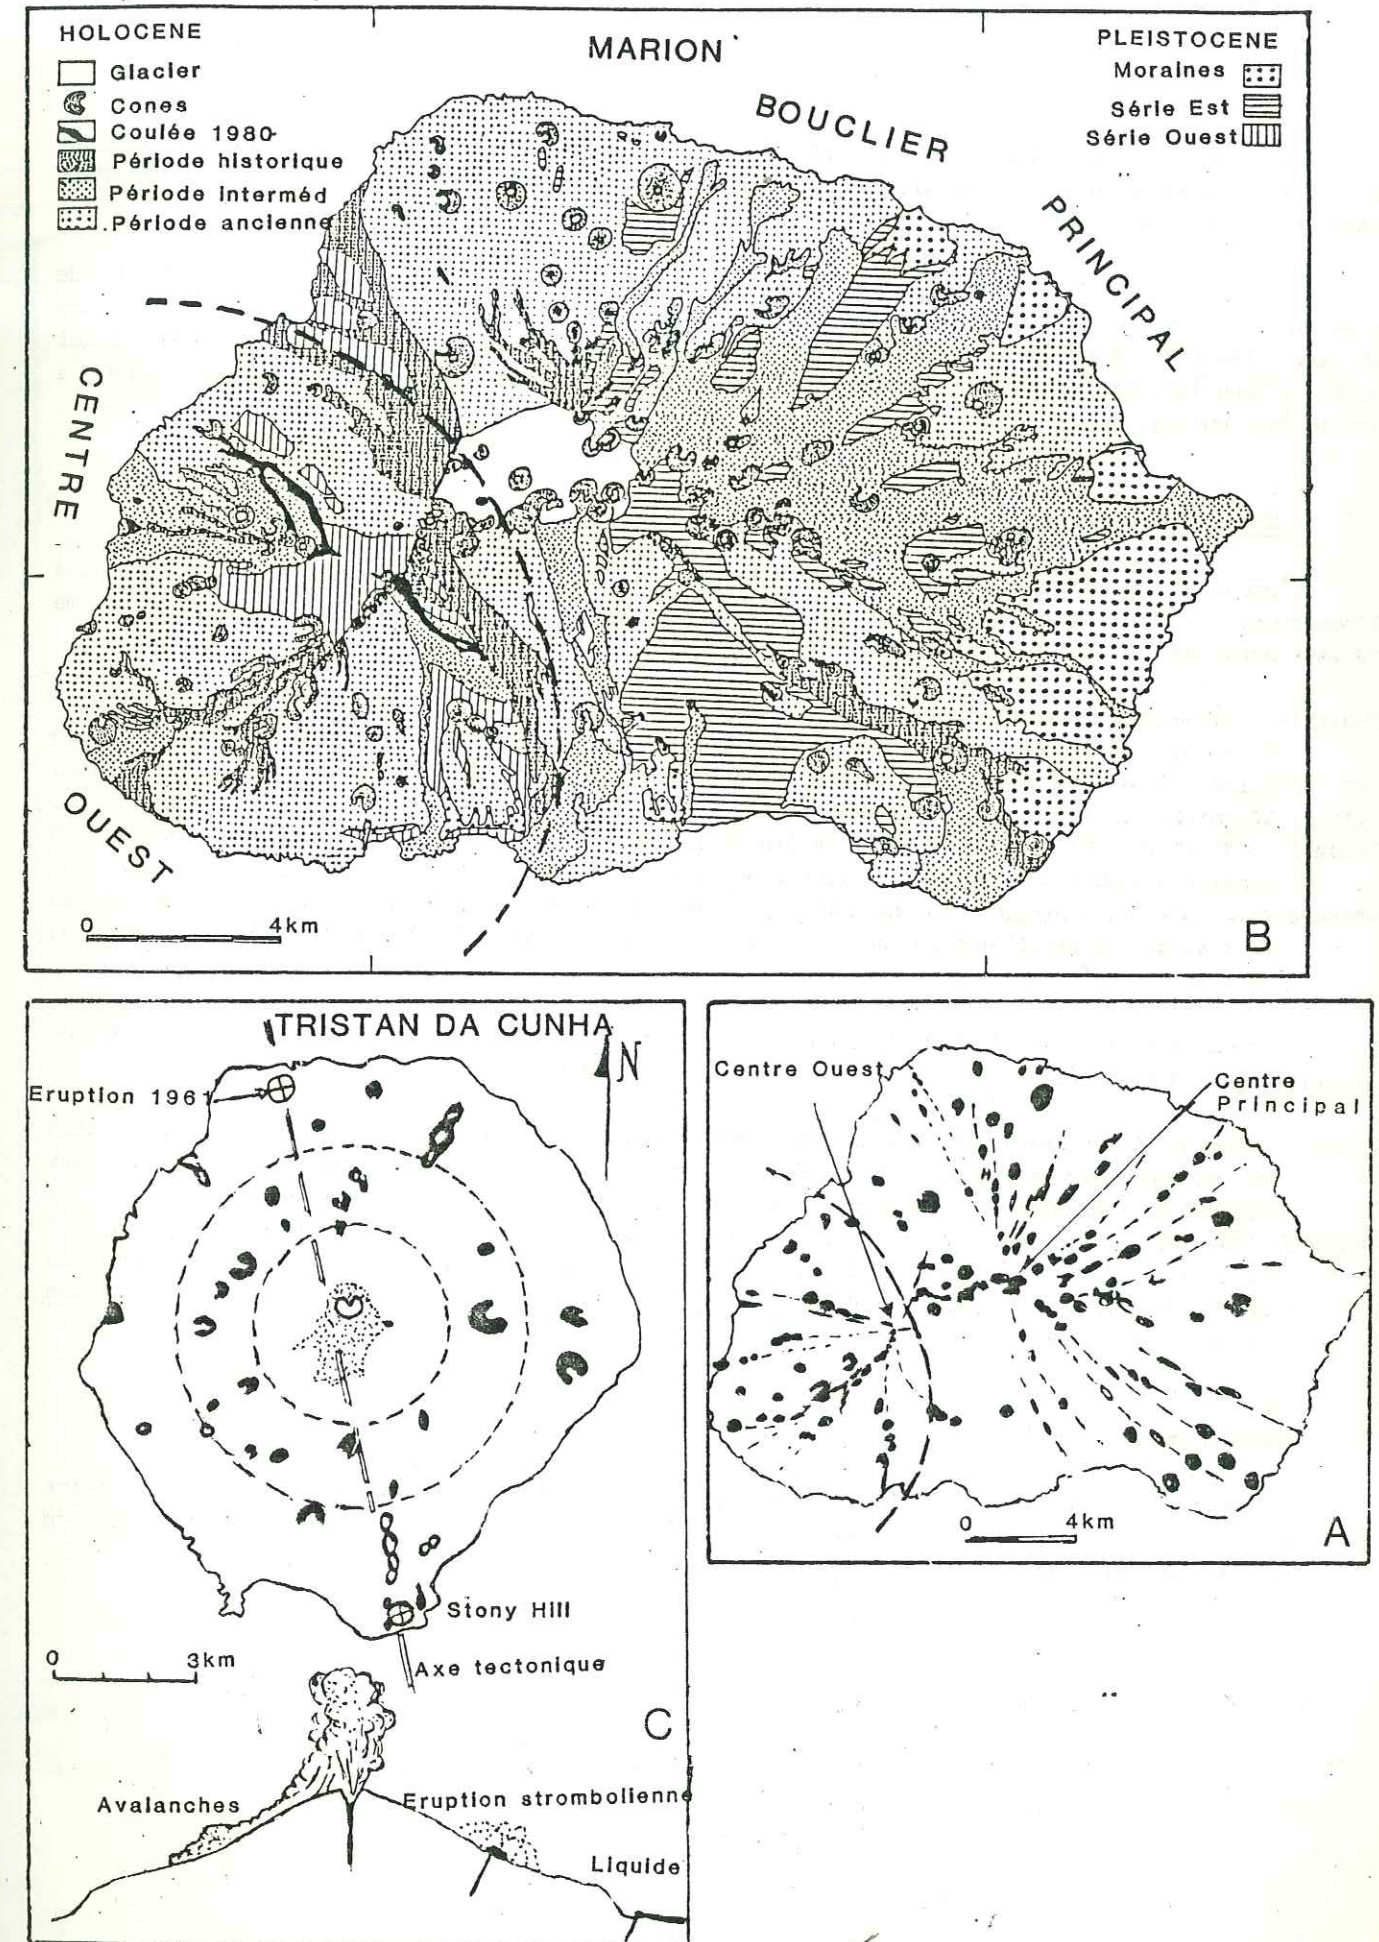 HOLOCENE
Glacier
Cones
Coulée 1980
Période historique
Période interméd
Période ancienne
MARION
PLEISTOCENE
Moraines
Série Est
Série Ouest
BOUCLIER
PRINCIPAL
CENTRE
OUEST
0 4km
B
TRISTAN DA CUNHA
N
Eruption 1961
Stony Hill
0 3km
Axe tectonique
C
Avalanches
Eruption strombolienne
Liquide
Centre Ouest
Centre
Principal
0 4km
A